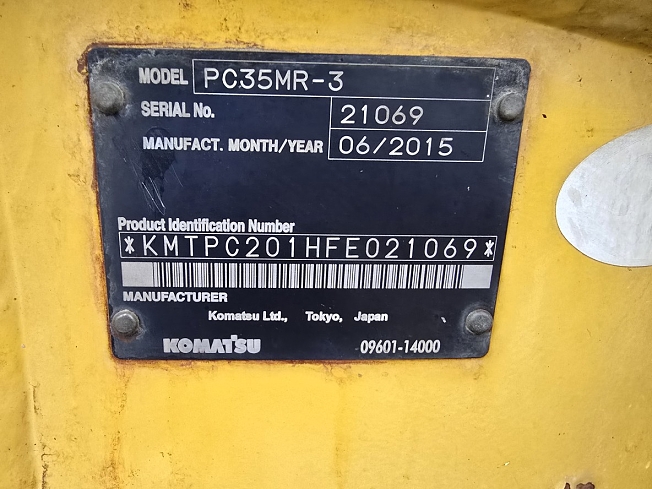 MODEL PC35MR-3
SERIAL No. 21069
MANUFACT. MONTH/YEAR 06/2015
Product Identification Number
*KMTPC201HFE021069*
MANUFACTURER
Komatsu Ltd., Tokyo, Japan
KOMATSU 09601-14000